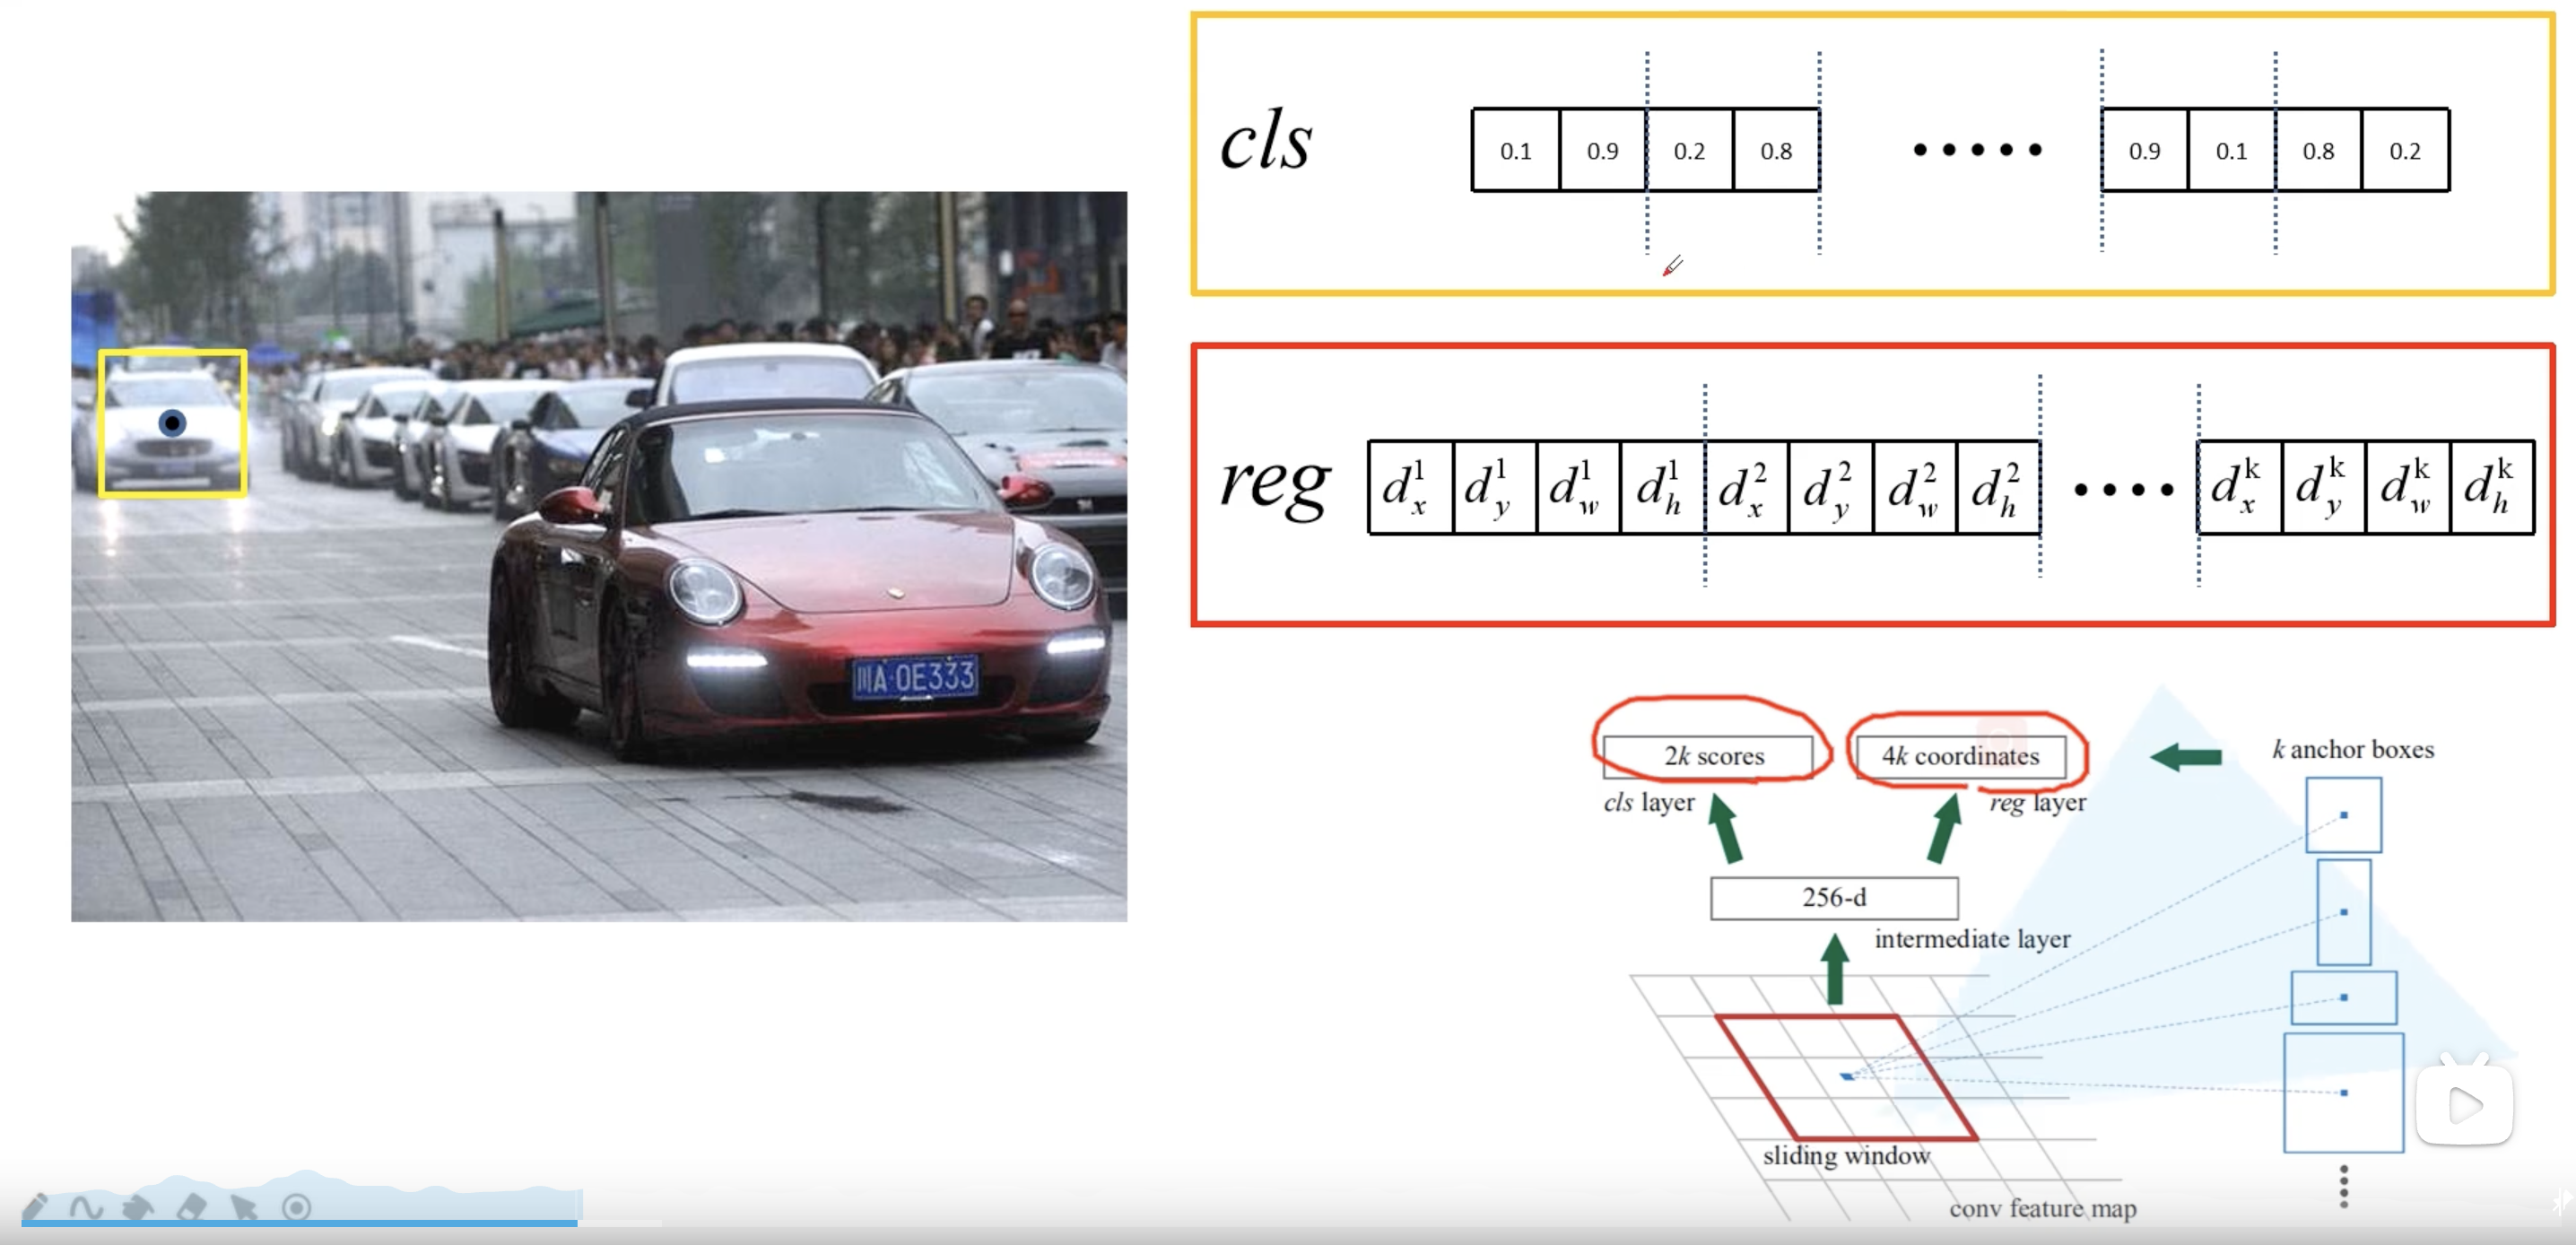 cls
0.1 0.9 0.2 0.8 ..... 0.9 0.1 0.8 0.2
reg
d_x^1 d_y^1 d_w^1 d_h^1 d_x^2 d_y^2 d_w^2 d_h^2 .... d_x^k d_y^k d_w^k d_h^k
川A·0E333
2k scores
4k coordinates
k anchor boxes
cls layer
reg layer
256-d
intermediate layer
sliding window
conv feature map